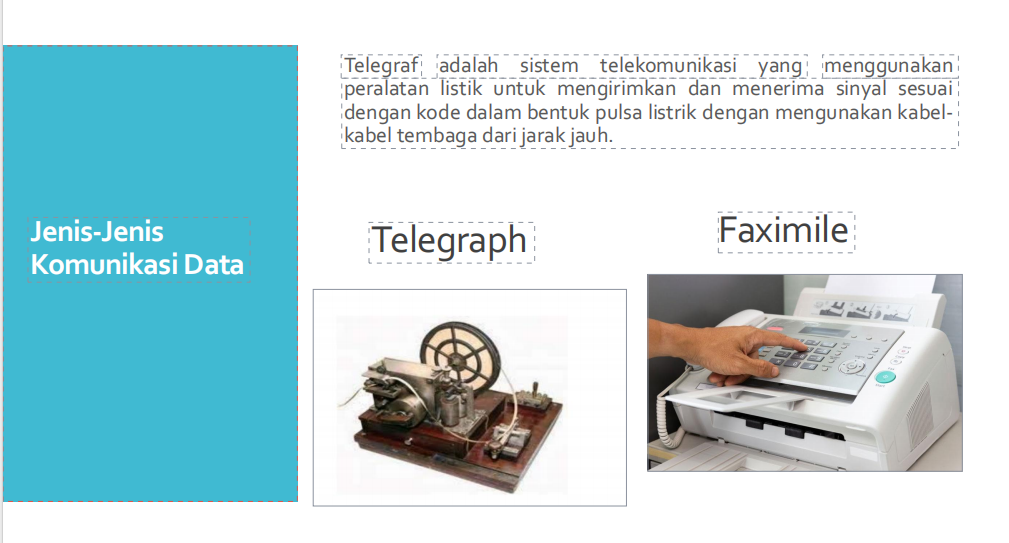 Telegraf adalah sistem telekomunikasi yang menggunakan
peralatan listik untuk mengirimkan dan menerima sinyal sesuai
dengan kode dalam bentuk pulsa listrik dengan mengunakan kabel-
kabel tembaga dari jarak jauh.
Jenis-Jenis
Komunikasi Data
Telegraph
Faximile